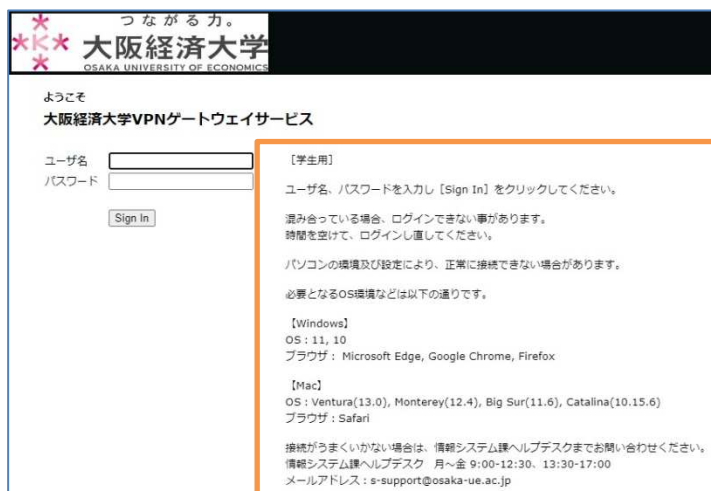 つながる力。
大阪経済大学
OSAKA UNIVERSITY OF ECONOMICS
ようこそ
大阪経済大学VPNゲートウェイサービス
ユーザ名
パスワード
Sign In
［学生用］
ユーザ名、パスワードを入力し［Sign In］をクリックしてください。
混み合っている場合、ログインできない事があります。
時間を空けて、ログインし直してください。
パソコンの環境及び設定により、正常に接続できない場合があります。
必要となるOS環境などは以下の通りです。
【Windows】
OS : 11, 10
ブラウザ： Microsoft Edge, Google Chrome, Firefox
【Mac】
OS : Ventura(13.0), Monterey(12.4), Big Sur(11.6), Catalina(10.15.6)
ブラウザ : Safari
接続がうまくいかない場合は、情報システム課ヘルプデスクまでお問い合わせください。
情報システム課ヘルプデスク　月～金 9:00-12:30、13:30-17:00
メールアドレス : s-support@osaka-ue.ac.jp